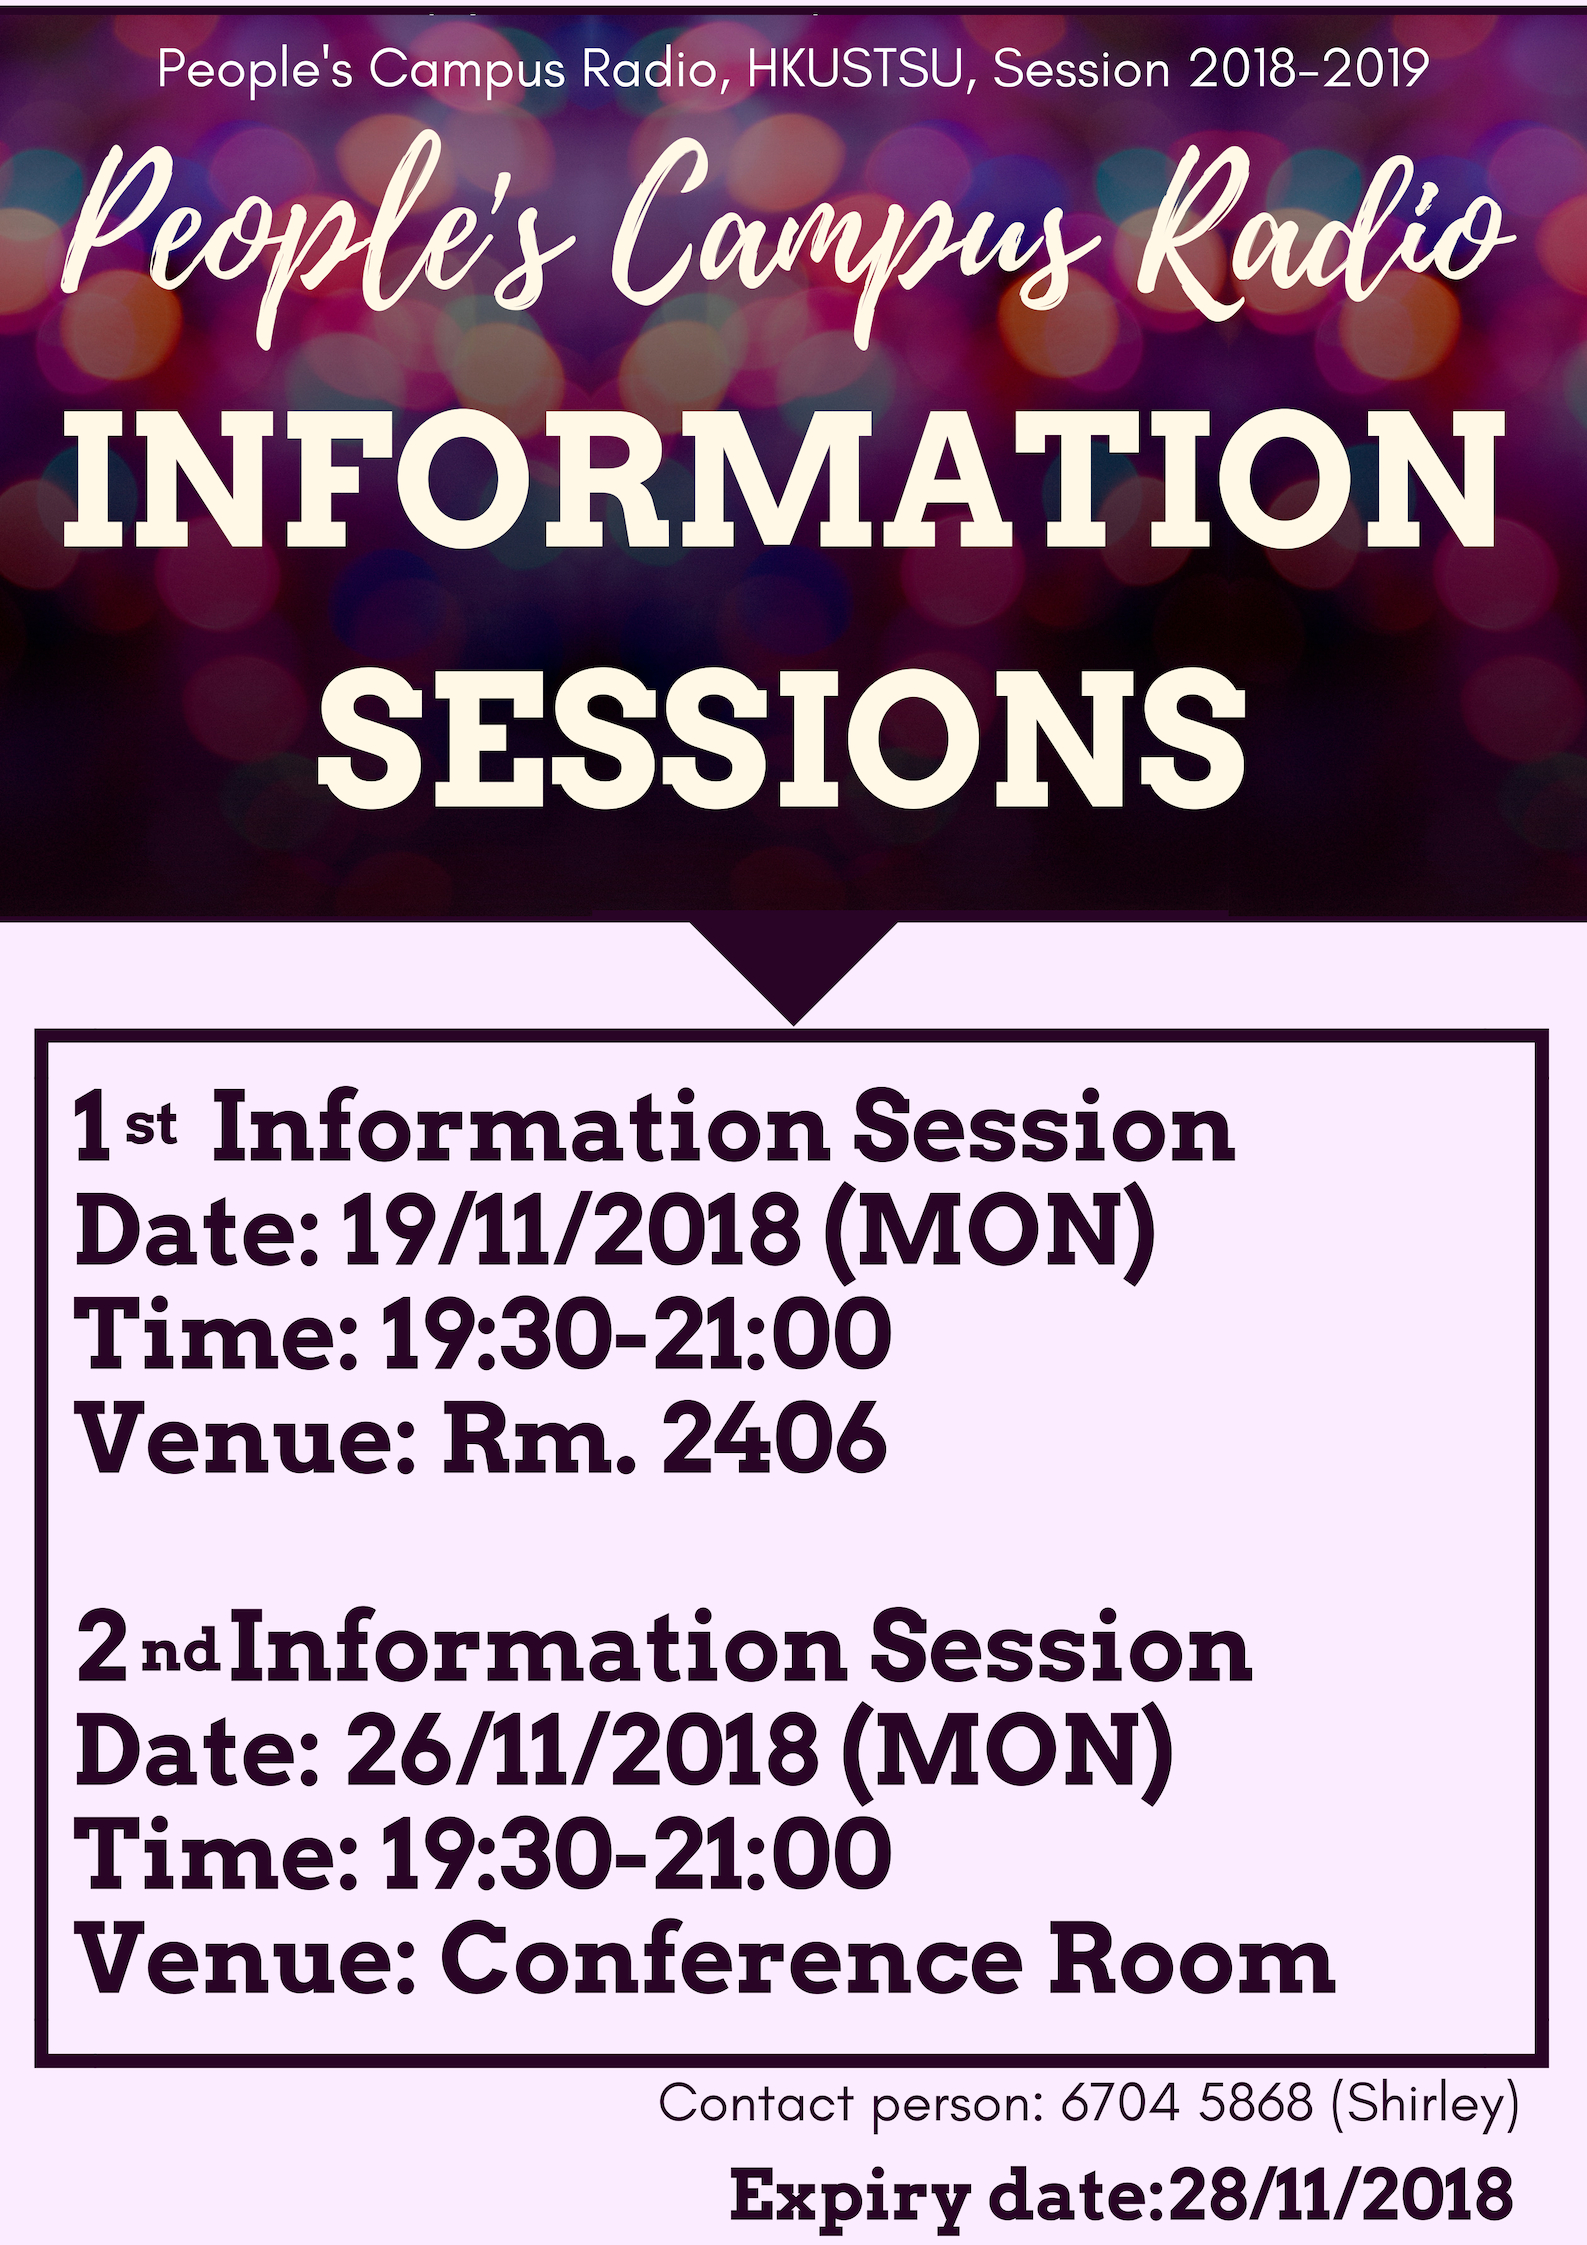 People's Campus Radio, HKUSTSU, Session 2018-2019
People's Campus Radio
INFORMATION
SESSIONS
1st Information Session
Date: 19/11/2018 (MON)
Time: 19:30-21:00
Venue: Rm. 2406
2nd Information Session
Date: 26/11/2018 (MON)
Time: 19:30-21:00
Venue: Conference Room
Contact person: 6704 5868 (Shirley)
Expiry date:28/11/2018